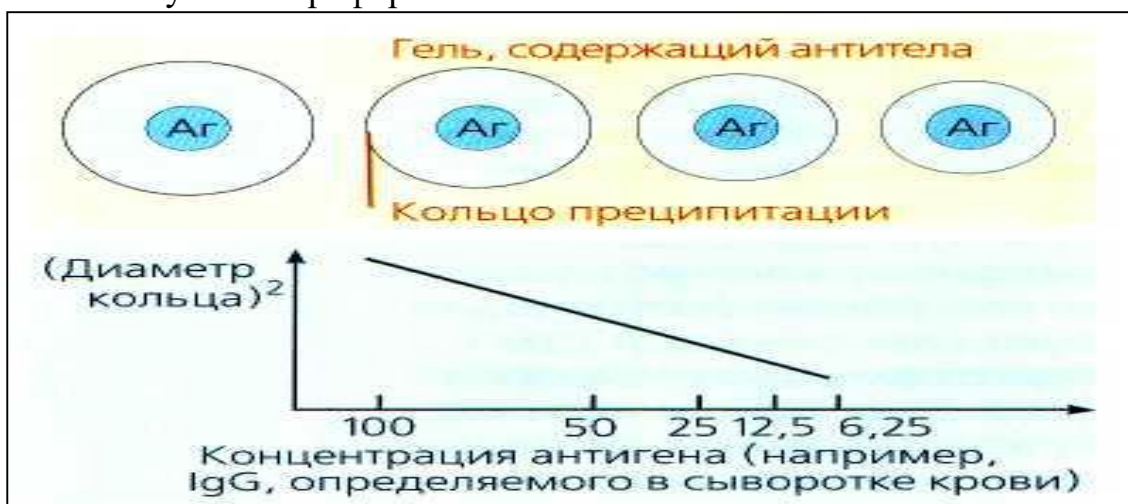 Гель, содержащий антитела
Аг Аг Аг Аг
Кольцо преципитации
(Диаметр
кольца)²
100 50 25 12,5 6,25
Концентрация антигена (например,
IgG, определяемого в сыворотке крови)